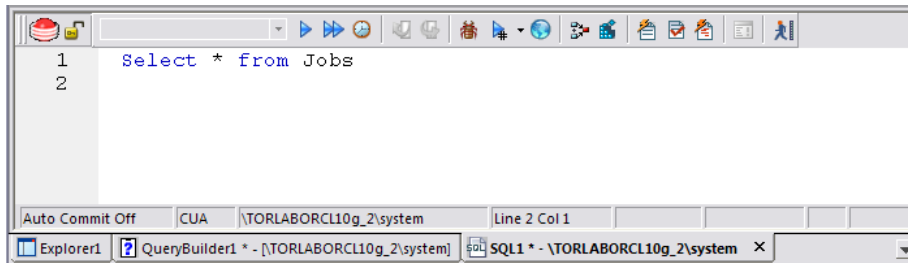 1 Select * from Jobs
2
Auto Commit Off CUA \TORLABORCL10g_2\system Line 2 Col 1
Explorer1 QueryBuilder1 * - [\TORLABORCL10g_2\system] SQL SQL1 * - \TORLABORCL10g_2\system